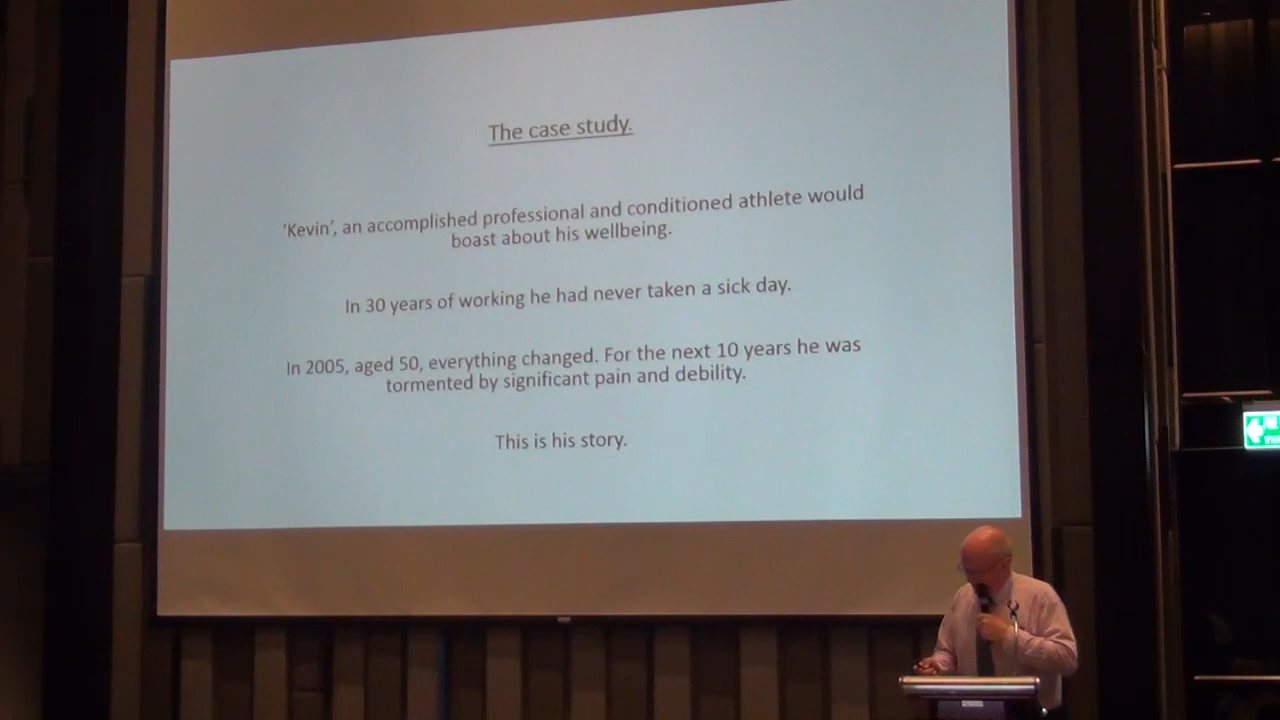 The case study.
'Kevin', an accomplished professional and conditioned athlete would
boast about his wellbeing.
In 30 years of working he had never taken a sick day.
In 2005, aged 50, everything changed. For the next 10 years he was
tormented by significant pain and debility.
This is his story.